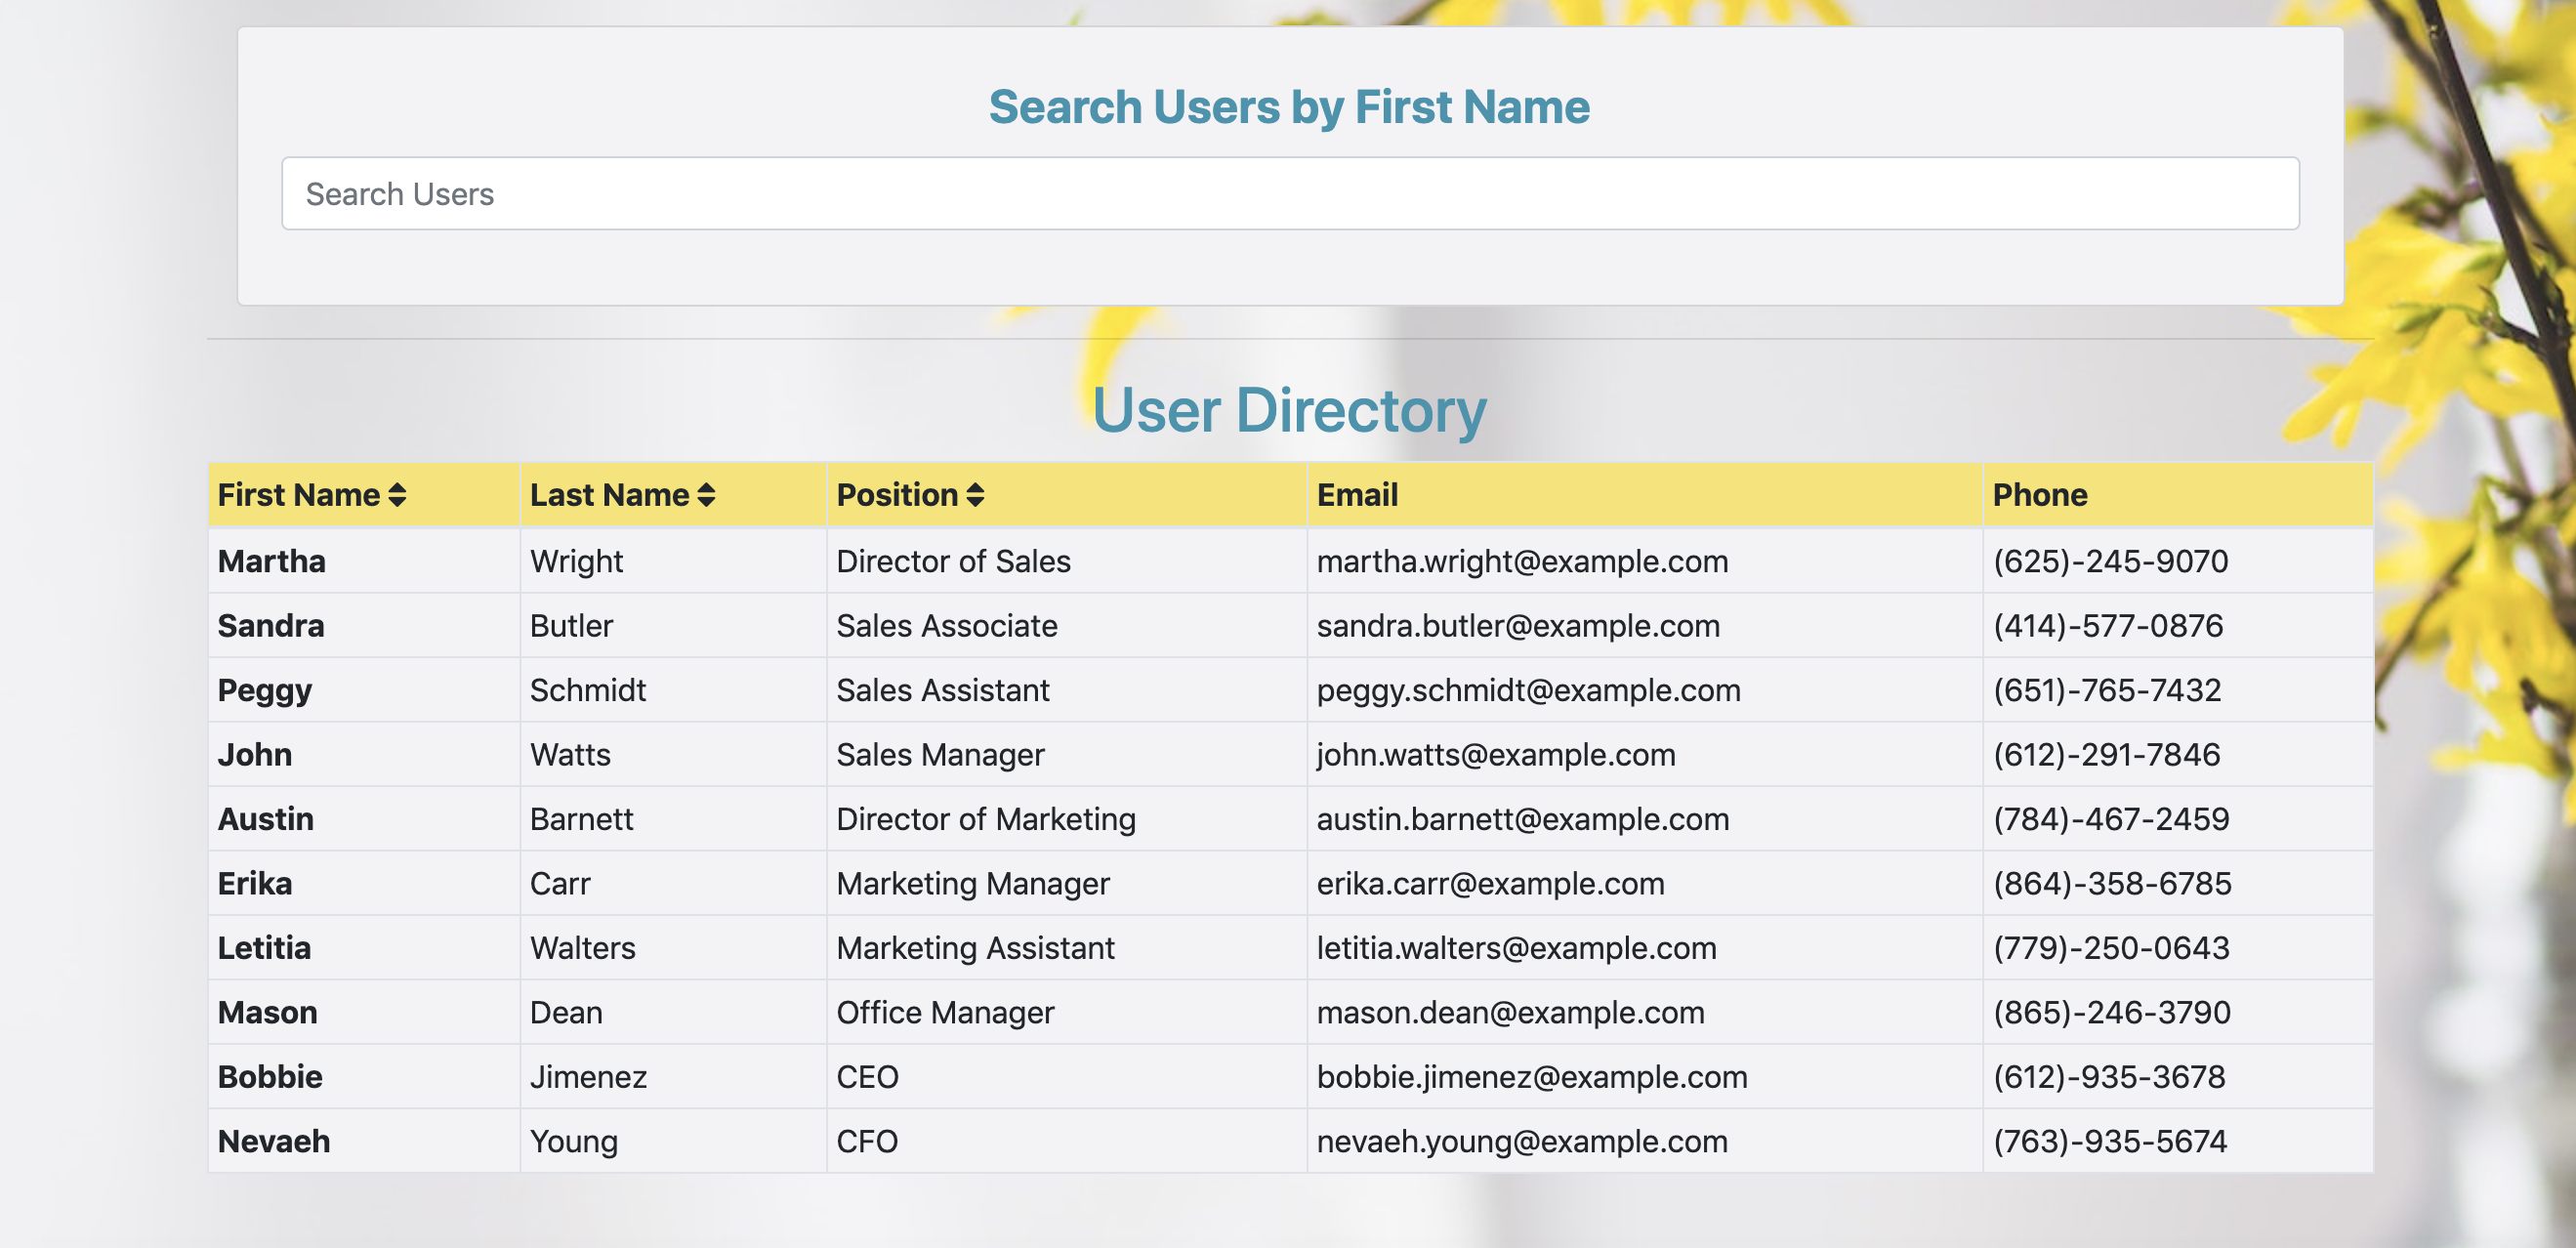 Search Users by First Name
Search Users
User Directory
First Name Last Name Position Email Phone
Martha Wright Director of Sales martha.wright@example.com (625)-245-9070
Sandra Butler Sales Associate sandra.butler@example.com (414)-577-0876
Peggy Schmidt Sales Assistant peggy.schmidt@example.com (651)-765-7432
John Watts Sales Manager john.watts@example.com (612)-291-7846
Austin Barnett Director of Marketing austin.barnett@example.com (784)-467-2459
Erika Carr Marketing Manager erika.carr@example.com (864)-358-6785
Letitia Walters Marketing Assistant letitia.walters@example.com (779)-250-0643
Mason Dean Office Manager mason.dean@example.com (865)-246-3790
Bobbie Jimenez CEO bobbie.jimenez@example.com (612)-935-3678
Nevaeh Young CFO nevaeh.young@example.com (763)-935-5674